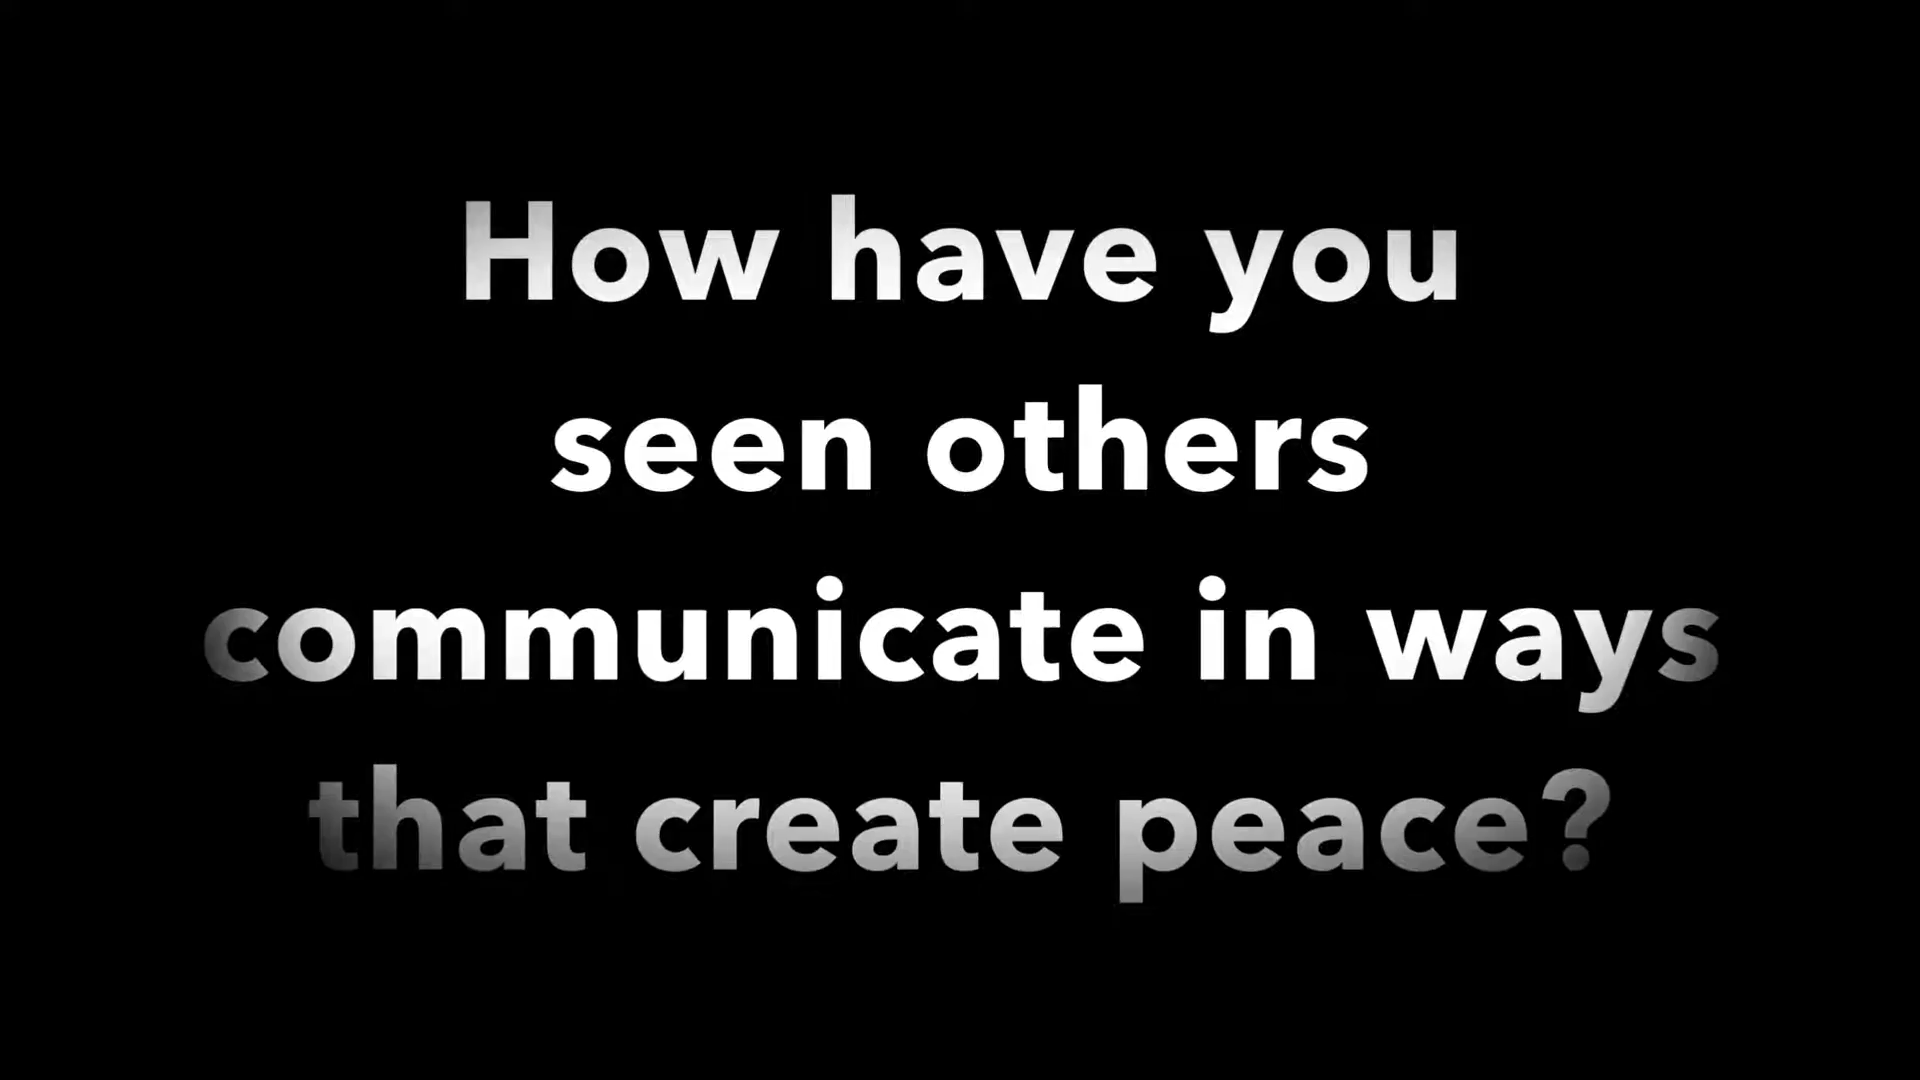 How have you
seen others
communicate in ways
that create peace?